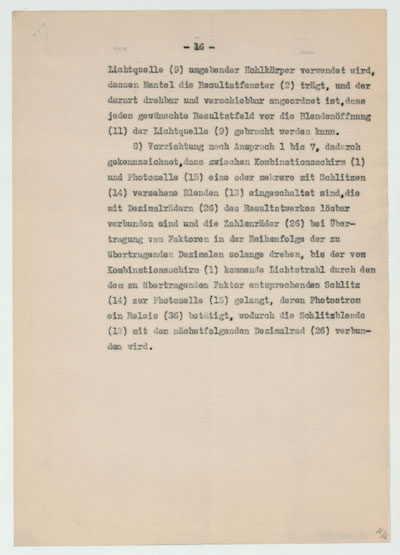 - 16 -
Lichtquelle (9) umgebender Hohlkörper verwendet wird,
dessen Mantel die Resultatfenster (2) trägt, und der
derart drehbar und verschiebbar angeordnet ist,dass
jedes gewünschte Resultatfeld vor die Blendenöffnung
(11) der Lichtquelle (9) gebracht werden kann.
8) Vorrichtung nach Anspruch 1 bis 7, dadurch
gekennzeichnet,dass zwischen Kombinationsschirm (1)
und Photozelle (15) eine oder mehrere mit Schlitzen
(14) versehene Blenden (13) eingeschaltet sind,die
mit Dezimalrädern (26) des Resultatwerkes lösbar
verbunden sind und die Zahlenräder (26) bei Über-
tragung von Faktoren in der Reihenfolge der zu
übertragenden Dezimalen solange drehen, bis der vom
Kombinationsschirm (1) kommende Lichtstrahl durch den
dem zu übertragenden Faktor entsprechenden Schlitz
(14) zur Photozelle (15) gelangt, deren Photostrom
ein Relais (36) betätigt, wodurch die Schlitzblende
(13) mit dem nächstfolgenden Dezimalrad (26) verbun-
den wird.